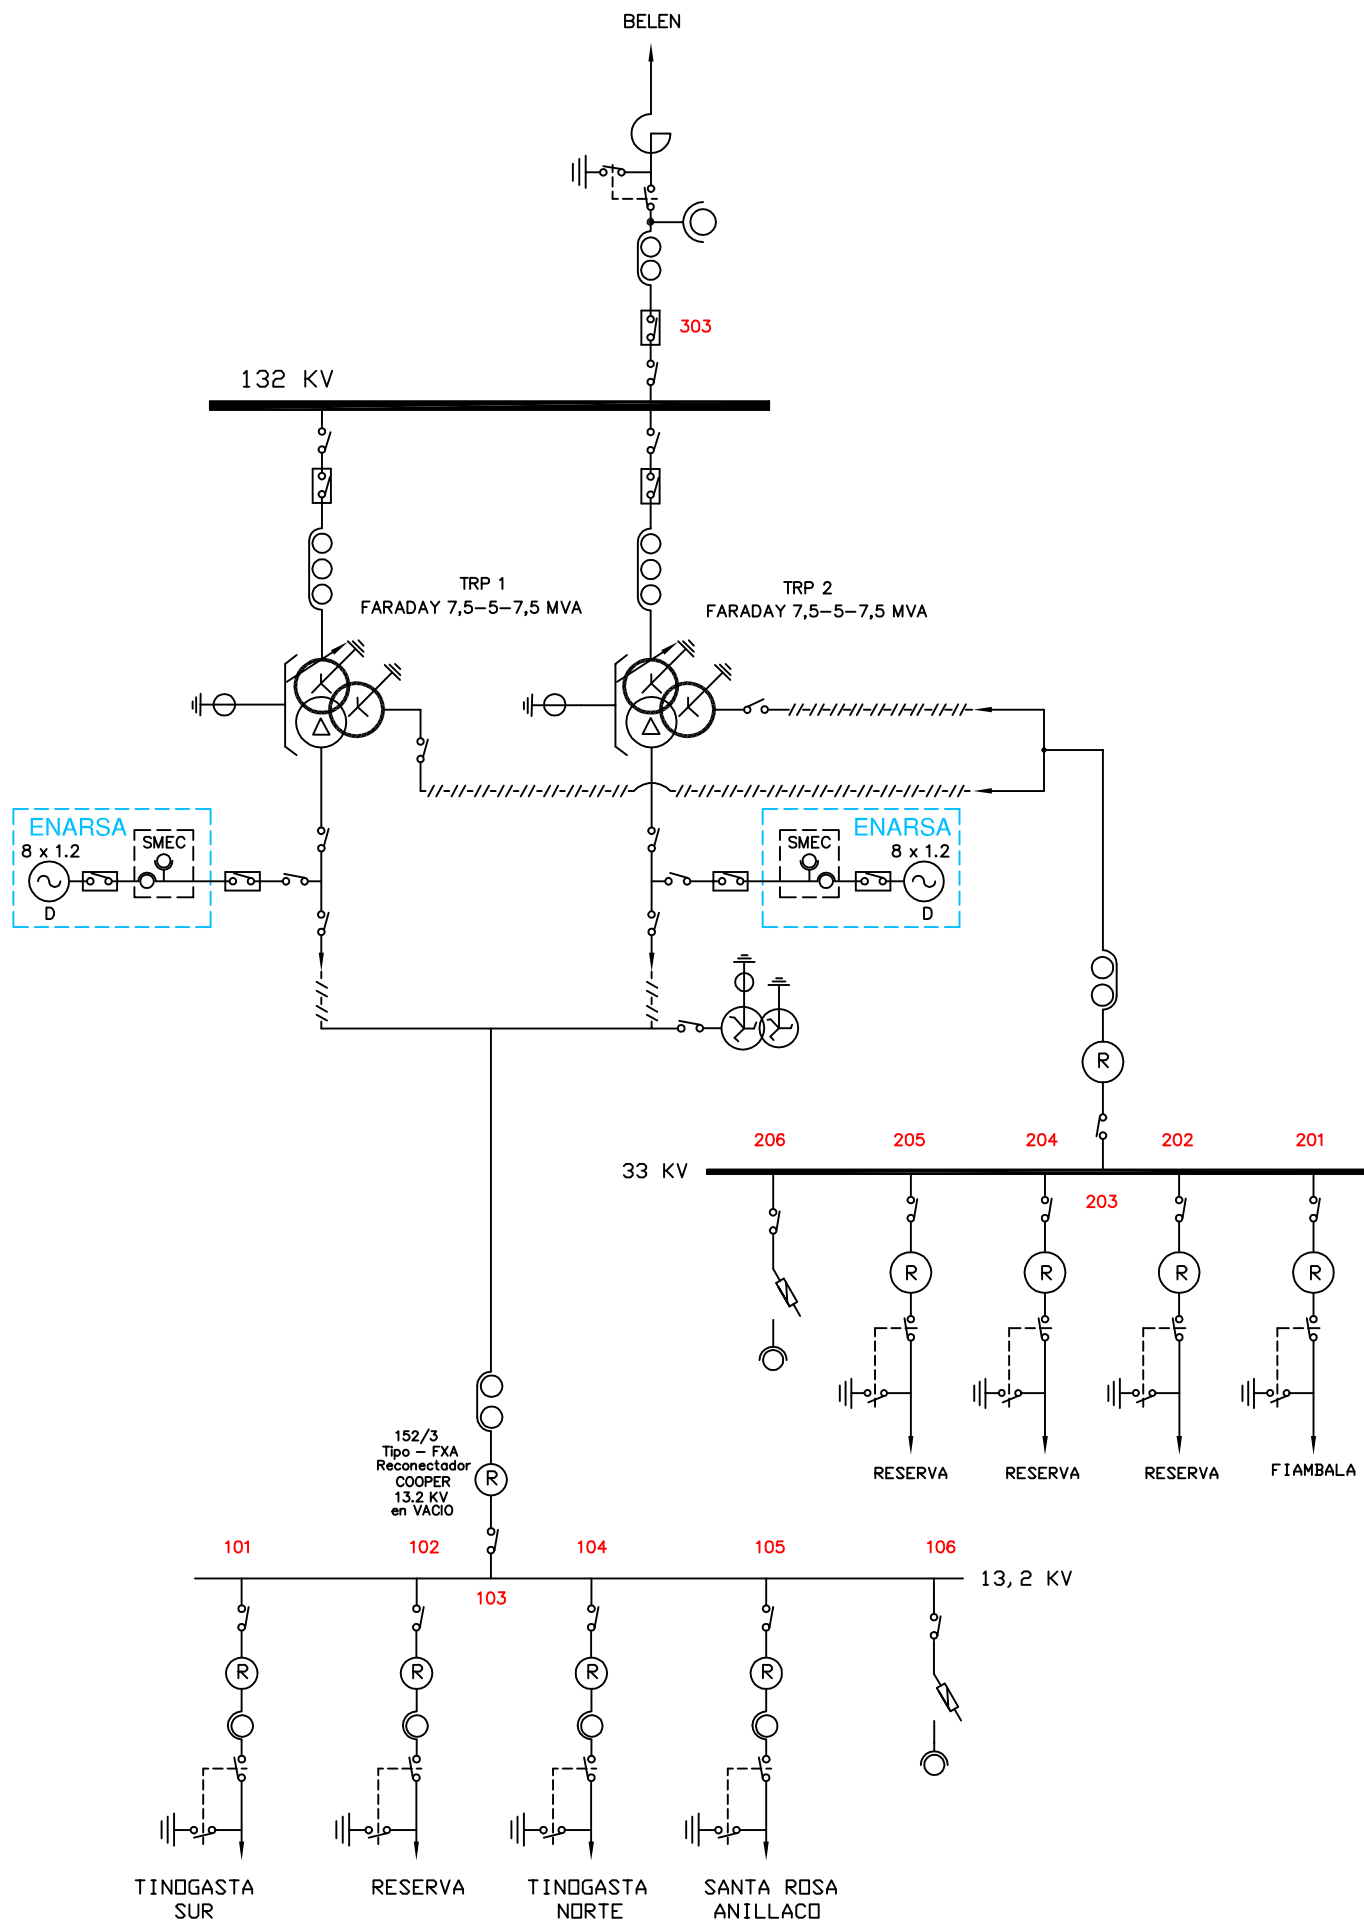 BELEN
303
132 KV
TRP 1
FARADAY 7,5-5-7,5 MVA
TRP 2
FARADAY 7,5-5-7,5 MVA
ENARSA
8 x 1.2
SMEC
D
ENARSA
SMEC
8 x 1.2
D
R
206
205
204
202
201
33 KV
203
R
R
R
R
RESERVA
RESERVA
RESERVA
FIAMBALA
152/3
Tipo - FXA
Reconectador
COOPER
13.2 KV
en VACIO
R
101
102
104
105
106
13,2 KV
103
R
R
R
R
TINOGASTA
SUR
RESERVA
TINOGASTA
NORTE
SANTA ROSA
ANILLACO